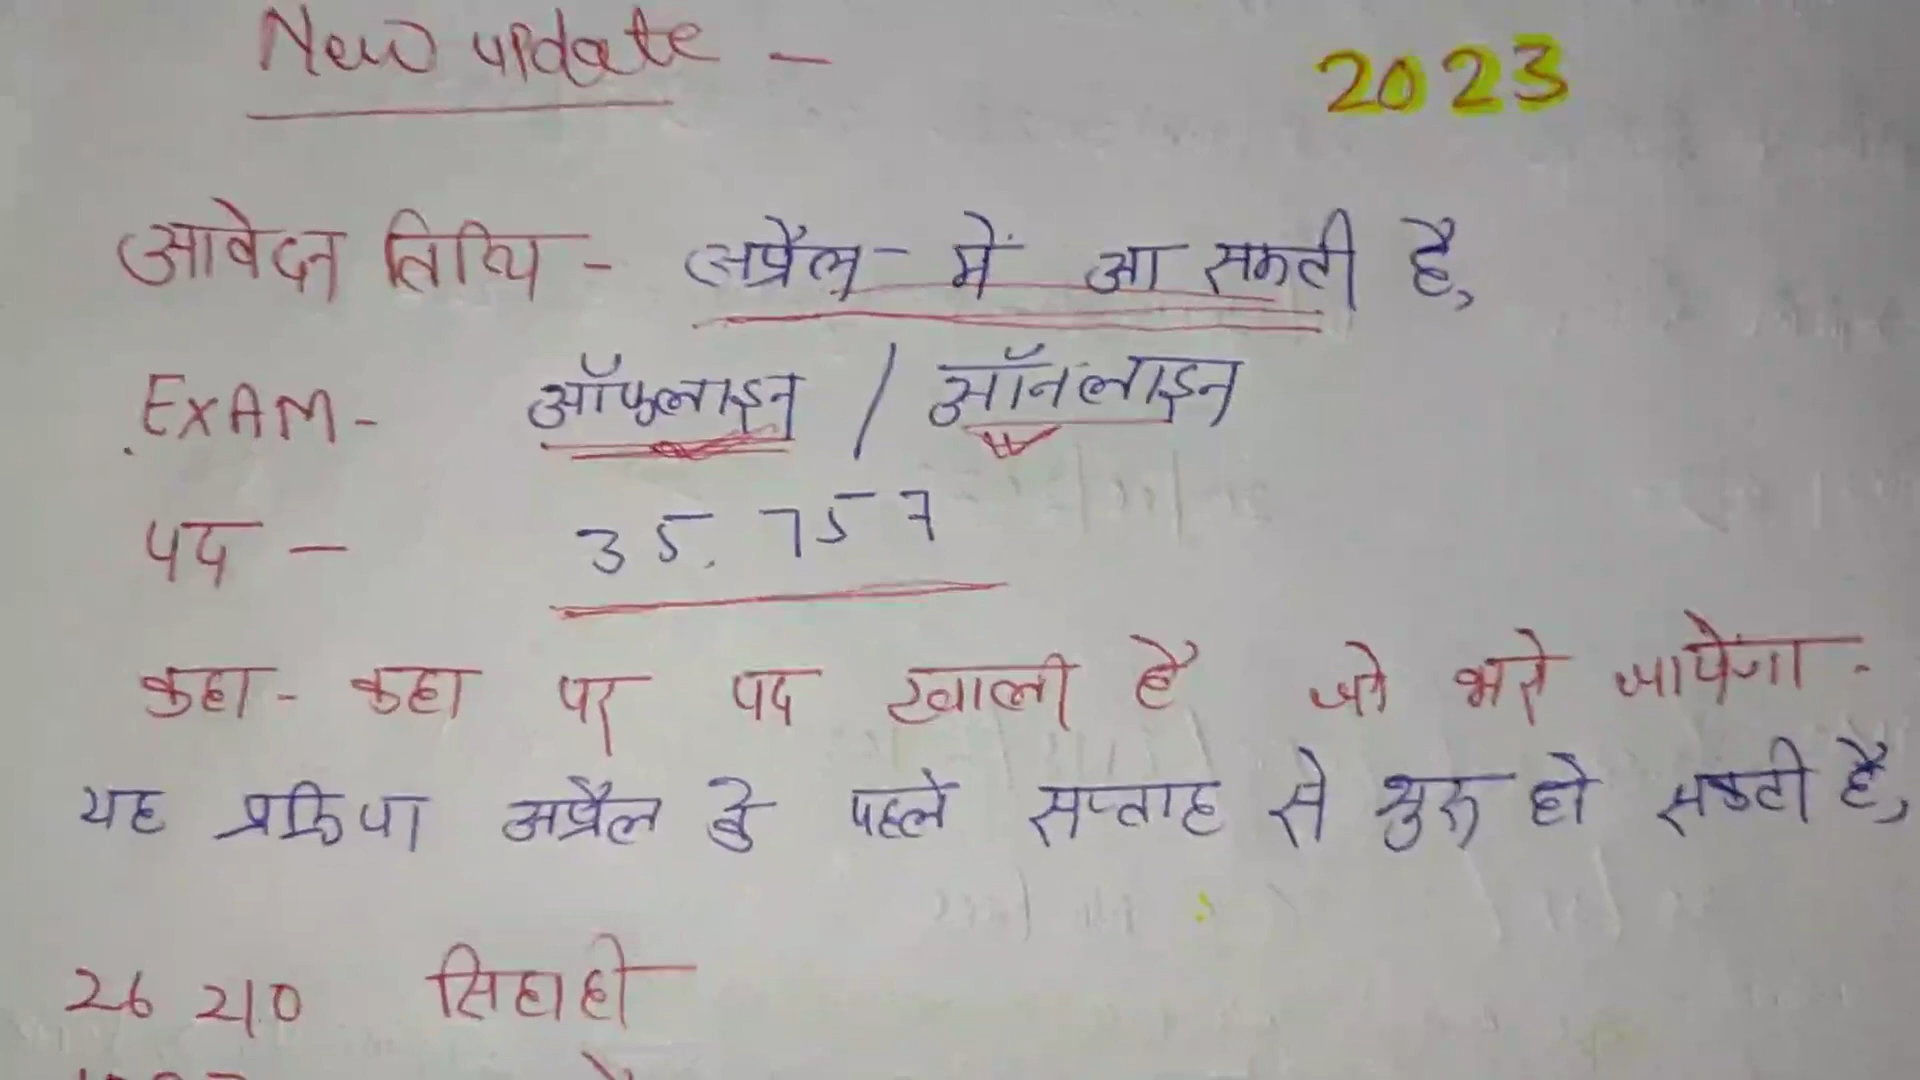 New update - 2023
आवेदन तिथि - अप्रैल - में आ सकती है,
EXAM - ऑफलाइन / ऑनलाइन
पद - 35.757
कहा - कहा पर पद खाली है जो भरे जायेगा -
यह प्रक्रिया अप्रैल के पहले सप्ताह से शुरू हो सकती है,
26 210 सिहाही